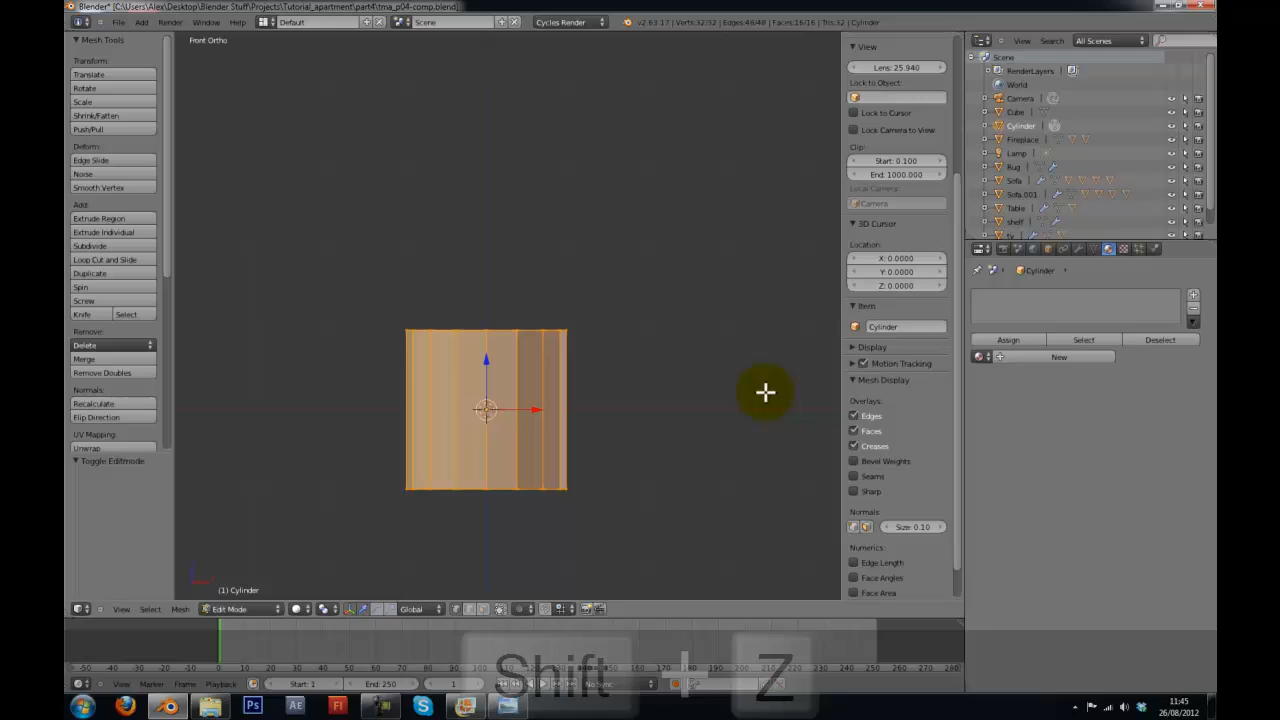 Blender* [C:\Users\Alex\Desktop\Blender Stuff\Projects\Tutorial_apartment\part4\tma_p04-comp.blend]
File Add Render Window Help Default Scene Cycles Render v2.63.17 | Verts:32/32 | Edges:48/48 | Faces:16/16 | Tris:32 | Cylinder
Mesh Tools
Transform:
Translate
Rotate
Scale
Shrink/Fatten
Push/Pull
Deform:
Edge Slide
Noise
Smooth Vertex
Add:
Extrude Region
Extrude Individual
Subdivide
Loop Cut and Slide
Duplicate
Spin
Screw
Knife Select
Remove:
Delete
Merge
Remove Doubles
Normals:
Recalculate
Flip Direction
UV Mapping:
Unwrap
Toggle Editmode
Front Ortho
(1) Cylinder
View
Lens: 25.940
Lock to Object:
Lock to Cursor
Lock Camera to View
Clip:
Start: 0.100
End: 1000.000
Local Camera:
Camera
3D Cursor
Location:
X: 0.0000
Y: 0.0000
Z: 0.0000
Item
Cylinder
Display
Motion Tracking
Mesh Display
Overlays:
Edges
Faces
Creases
Bevel Weights
Seams
Sharp
Normals:
Size: 0.10
Numerics:
Edge Length
Face Angles
Face Area
View Search All Scenes
Scene
RenderLayers
World
Camera
Cube
Cylinder
Fireplace
Lamp
Rug
Sofa
Sofa.001
Table
shelf
tv
Cylinder
Assign Select Deselect
New
View Select Mesh Edit Mode Global
-50 -40 -30 -20 -10 0 10 20 30 40 50 60 70 80 90 100 110 120 130 140 150 160 170 180 190 200 210 220 230 240 250 260 270 280
View Marker Frame Playback Start: 1 End: 250 1 No Sync
Shift + Z
Ps Ae Fl
11:45
26/08/2012